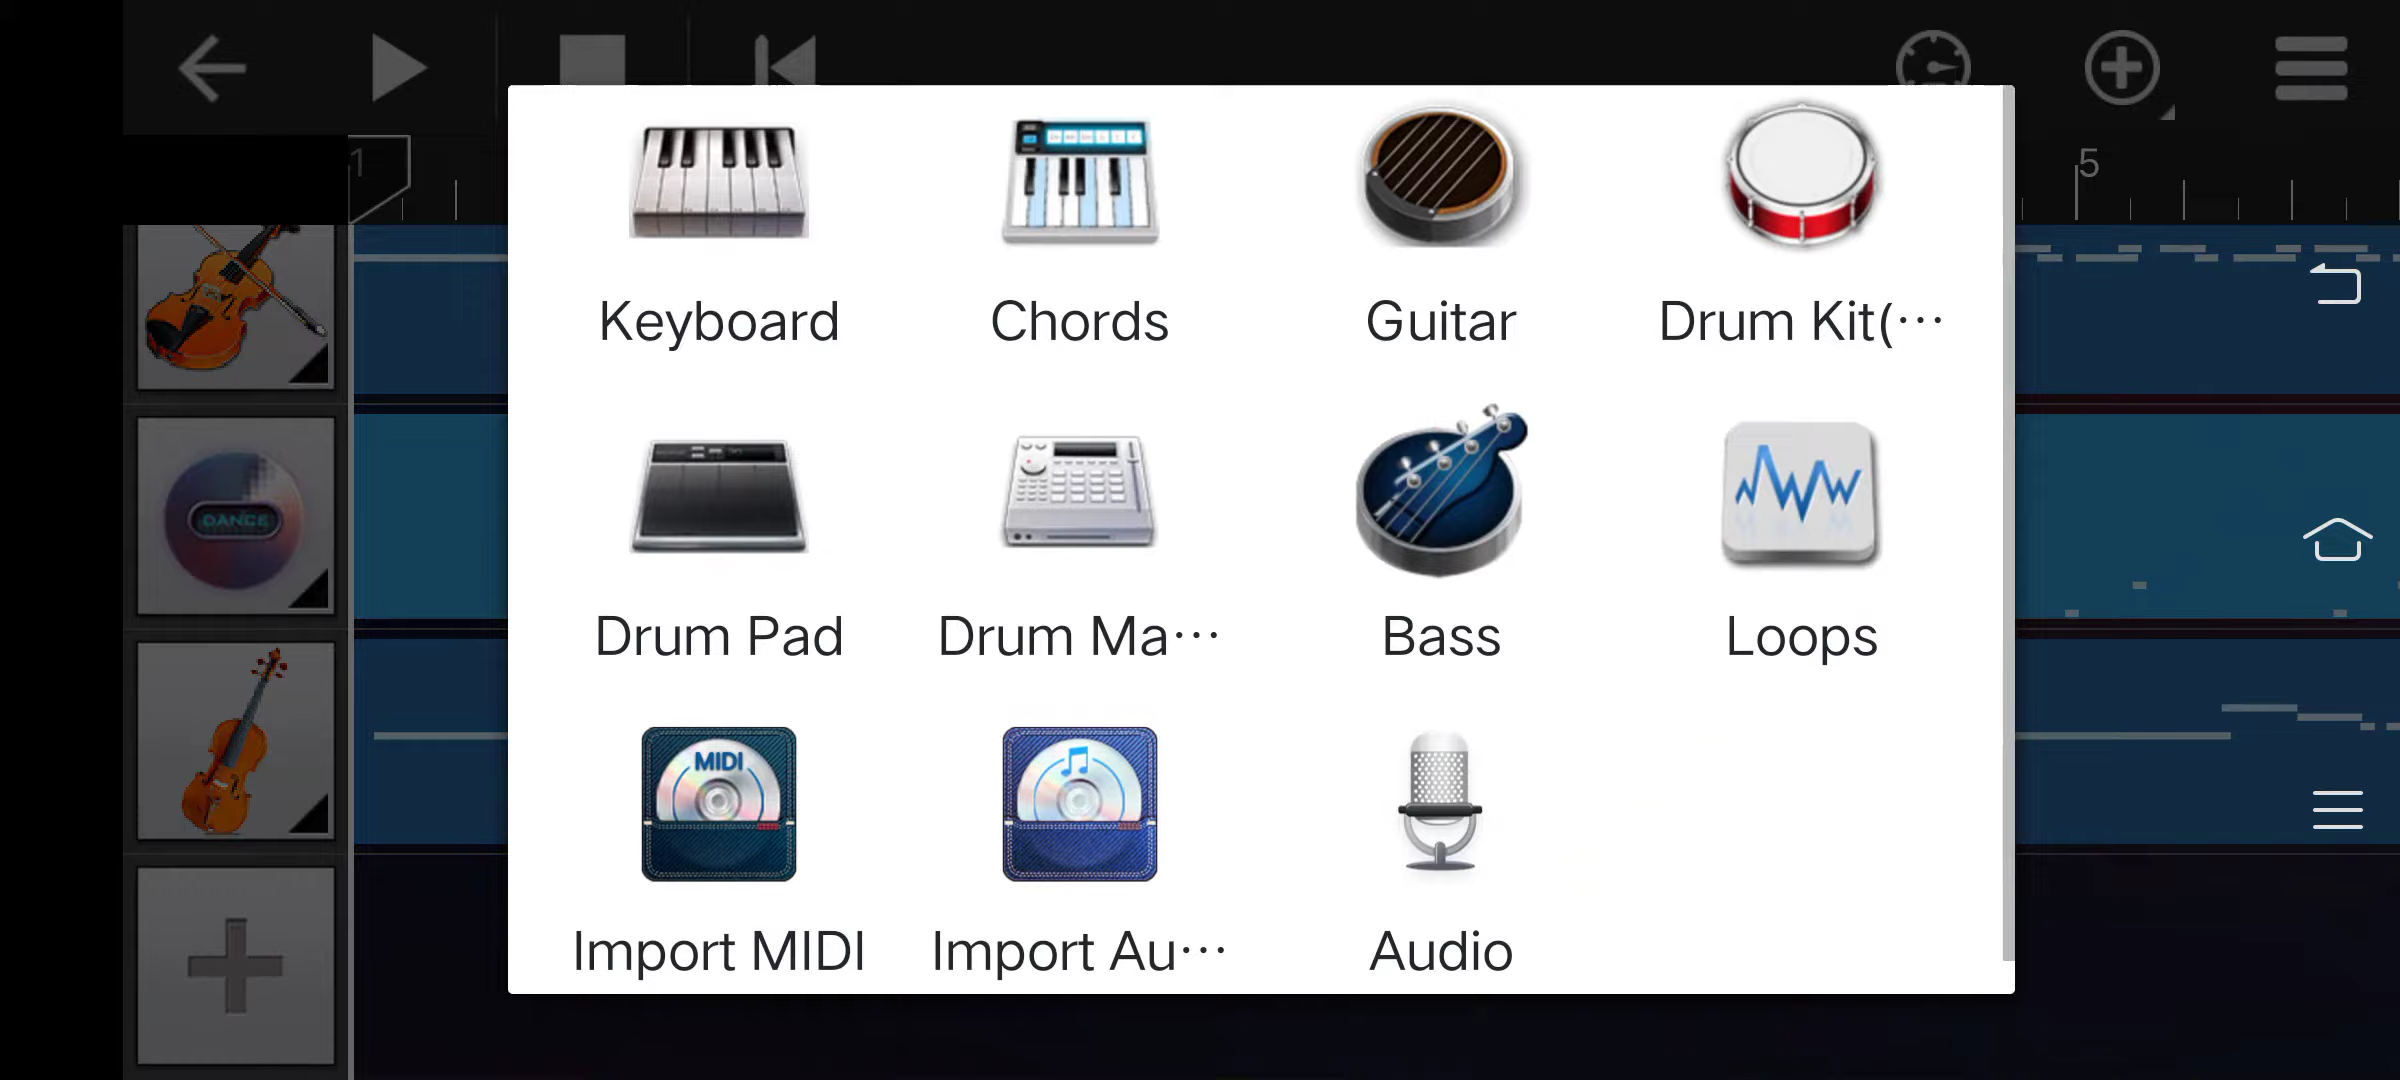 1
5
Keyboard
Chords
Guitar
Drum Kit(···
DANCE
Drum Pad
Drum Ma···
Bass
Loops
MIDI
Import MIDI
Import Au···
Audio